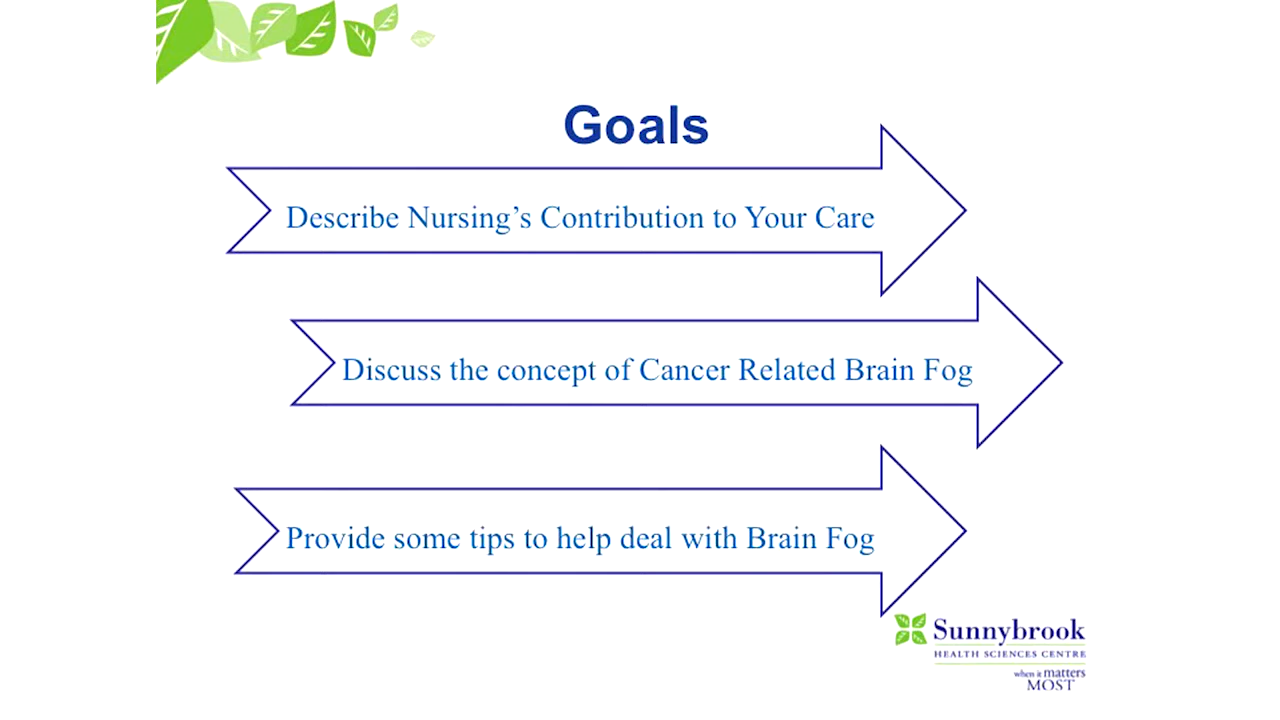 Goals
Describe Nursing’s Contribution to Your Care
Discuss the concept of Cancer Related Brain Fog
Provide some tips to help deal with Brain Fog
Sunnybrook
HEALTH SCIENCES CENTRE
when it matters
MOST